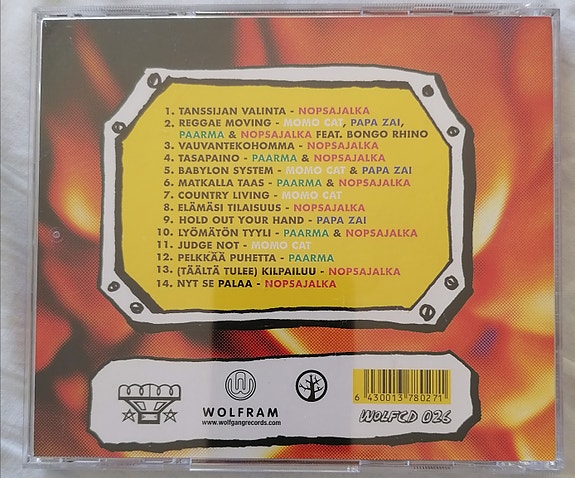 1. TANSSIJAN VALINTA - NOPSAJALKA
2. REGGAE MOVING - MOMO CAT, PAPA ZAI,
PAARMA & NOPSAJALKA FEAT. BONGO RHINO
3. VAUVANTEKOHOMMA - NOPSAJALKA
4. TASAPAINO - PAARMA & NOPSAJALKA
5. BABYLON SYSTEM - MOMO CAT & PAPA ZAI
6. MATKALLA TAAS - PAARMA & NOPSAJALKA
7. COUNTRY LIVING - MOMO CAT
8. ELÄMÄSI TILAISUUS - NOPSAJALKA
9. HOLD OUT YOUR HAND - PAPA ZAI
10. LYÖMÄTÖN TYYLI - PAARMA & NOPSAJALKA
11. JUDGE NOT - MOMO CAT
12. PELKKÄÄ PUHETTA - PAARMA
13. (TÄÄLTÄ TULEE) KILPAILUU - NOPSAJALKA
14. NYT SE PALAA - NOPSAJALKA
W
WOLFRAM
www.wolfgangrecords.com
6 430013 780271
WOLFCD 026